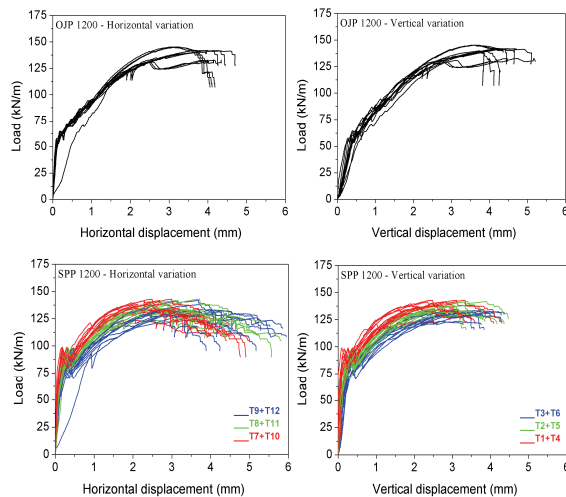 OJP 1200 - Horizontal variation
175
150
125
100
75
50
25
0
Load (kN/m)
0 1 2 3 4 5 6
Horizontal displacement (mm)
OJP 1200 - Vertical variation
175
150
125
100
75
50
25
0
Load (kN/m)
0 1 2 3 4 5 6
Vertical displacement (mm)
SPP 1200 - Horizontal variation
175
150
125
100
75
50
25
0
Load (kN/m)
T9+T12
T8+T11
T7+T10
0 1 2 3 4 5 6
Horizontal displacement (mm)
SPP 1200 - Vertical variation
175
150
125
100
75
50
25
0
Load (kN/m)
T3+T6
T2+T5
T1+T4
0 1 2 3 4 5 6
Vertical displacement (mm)